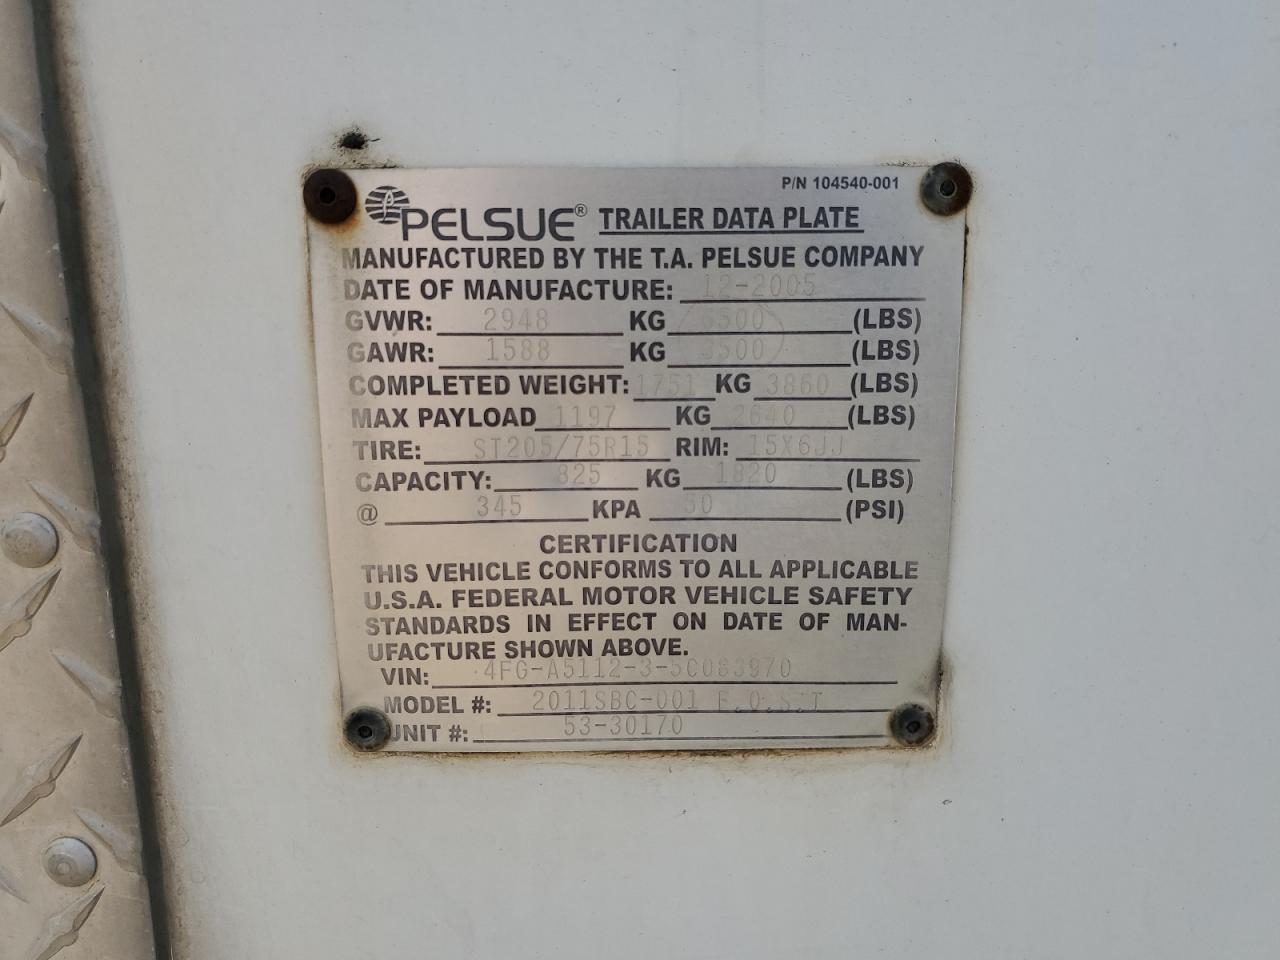 P/N 104540-001
PELSUE® TRAILER DATA PLATE
MANUFACTURED BY THE T.A. PELSUE COMPANY
DATE OF MANUFACTURE: 12-2005
GVWR: 2948 KG 6500 (LBS)
GAWR: 1588 KG 3500 (LBS)
COMPLETED WEIGHT: 1751 KG 3860 (LBS)
MAX PAYLOAD 1197 KG 2640 (LBS)
TIRE: ST205/75R15 RIM: 15X6JJ
CAPACITY: 825 KG 1820 (LBS)
@ 345 KPA 50 (PSI)
CERTIFICATION
THIS VEHICLE CONFORMS TO ALL APPLICABLE
U.S.A. FEDERAL MOTOR VEHICLE SAFETY
STANDARDS IN EFFECT ON DATE OF MAN-
UFACTURE SHOWN ABOVE.
VIN: 4FG-A5112-3-5C083970
MODEL #: 2011SBC-001 F.O.S.T
UNIT #: 53-30170